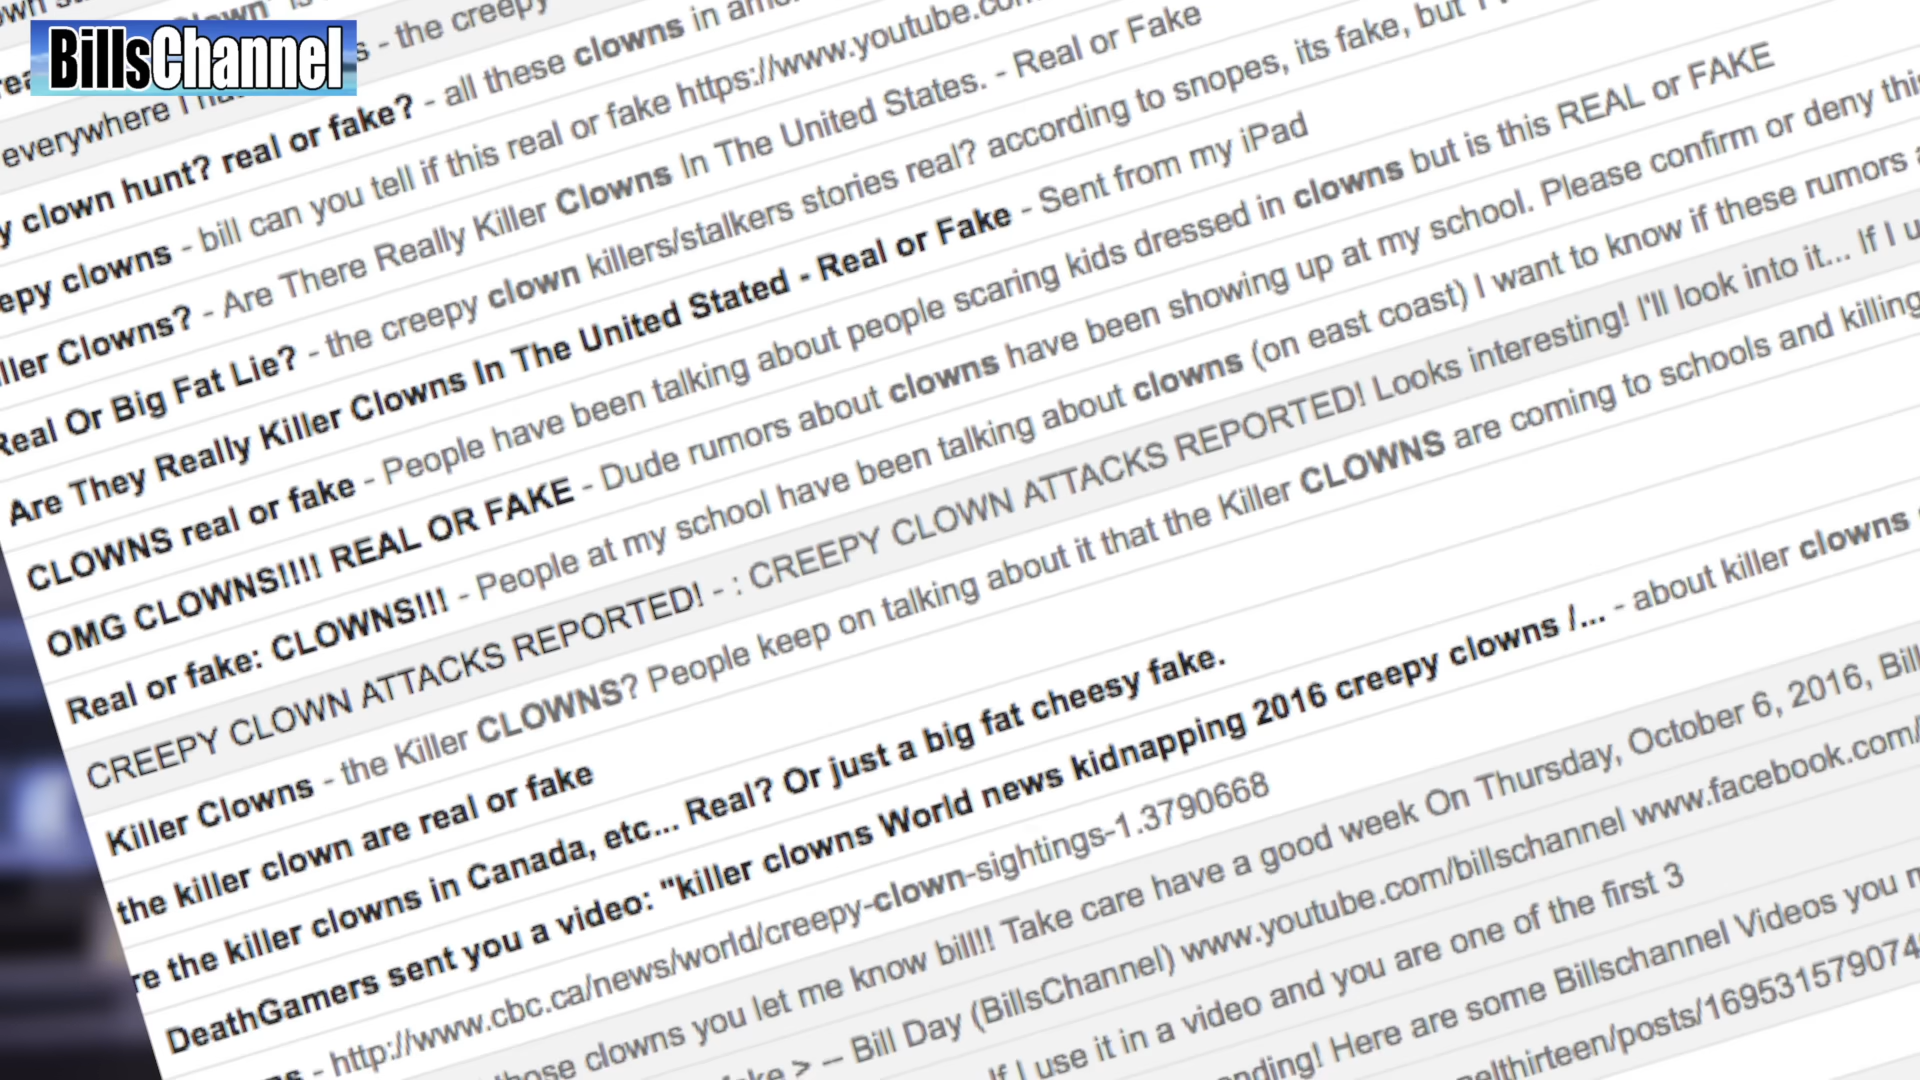 BillsChannel
- the creepy
everywhere I
real or fake? - all these clowns in
y clown hunt? real or fake https://www.youtube.com
epy clowns - bill can you tell if this real or fake
ller Clowns? - Are There Really Killer Clowns In The United States. - Real or Fake
Real Or Big Fat Lie? - the creepy clown killers/stalkers stories real? according to snopes, its fake, but
Are They Really Killer Clowns In The United Stated - Real or Fake - Sent from my iPad
CLOWNS real or fake - People have been talking about people scaring kids dressed in clowns but is this REAL or FAKE
OMG CLOWNS!!!! REAL OR FAKE - Dude rumors about clowns have been showing up at my school. Please confirm or deny this
Real or fake: CLOWNS!!! - People at my school have been talking about clowns (on east coast) I want to know if these rumors
CREEPY CLOWN ATTACKS REPORTED! - : CREEPY CLOWN ATTACKS REPORTED! Looks interesting! I'll look into it... If I
Killer Clowns - the Killer CLOWNS? People keep on talking about it that the Killer CLOWNS are coming to schools and killing
the killer clown are real or fake
re the killer clowns in Canada, etc... Real? Or just a big fat cheesy fake.
DeathGamers sent you a video: "killer clowns World news kidnapping 2016 creepy clowns /... - about killer clowns
ns - http://www.cbc.ca/news/world/creepy-clown-sightings-1.3790668
those clowns you let me know bill!! Take care have a good week On Thursday, October 6, 2016, Bill
ke > -- Bill Day (BillsChannel) www.youtube.com/billschannel www.facebook.com/
If I use it in a video and you are one of the first 3
nding! Here are some Billschannel Videos you
nelthirteen/posts/169531579074